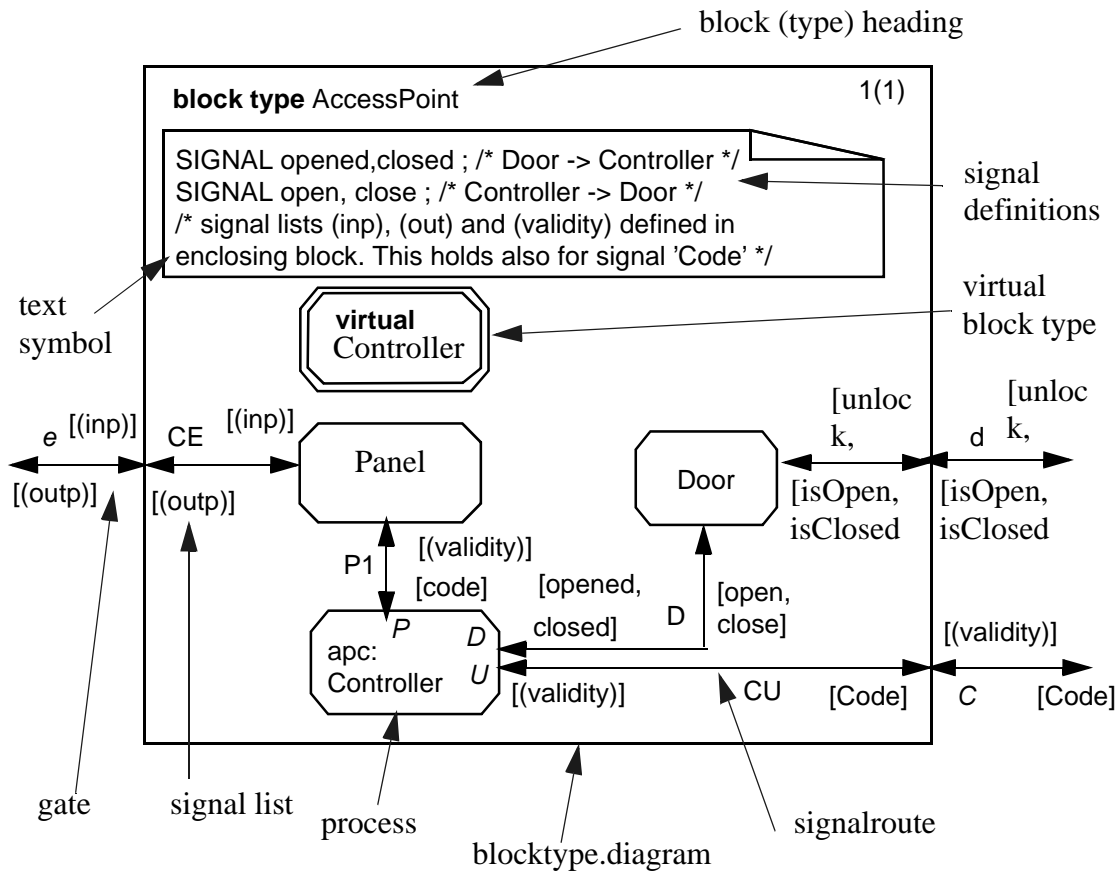 block (type) heading
block type AccessPoint
1(1)
SIGNAL opened,closed ; /* Door -> Controller */
SIGNAL open, close ; /* Controller -> Door */
/* signal lists (inp), (out) and (validity) defined in
enclosing block. This holds also for signal ’Code’ */
signal
definitions
text
symbol
virtual
Controller
virtual
block type
e
[(inp)]
[(outp)]
CE
[(inp)]
[(outp)]
Panel
Door
[unloc
k,
[isOpen,
isClosed
d
[unloc
k,
[isOpen,
isClosed
P1
[(validity)]
[code]
[opened,
closed]
D
[open,
close]
P
D
U
apc:
Controller
[(validity)]
CU
[Code]
[(validity)]
C
[Code]
gate
signal list
process
blocktype.diagram
signalroute